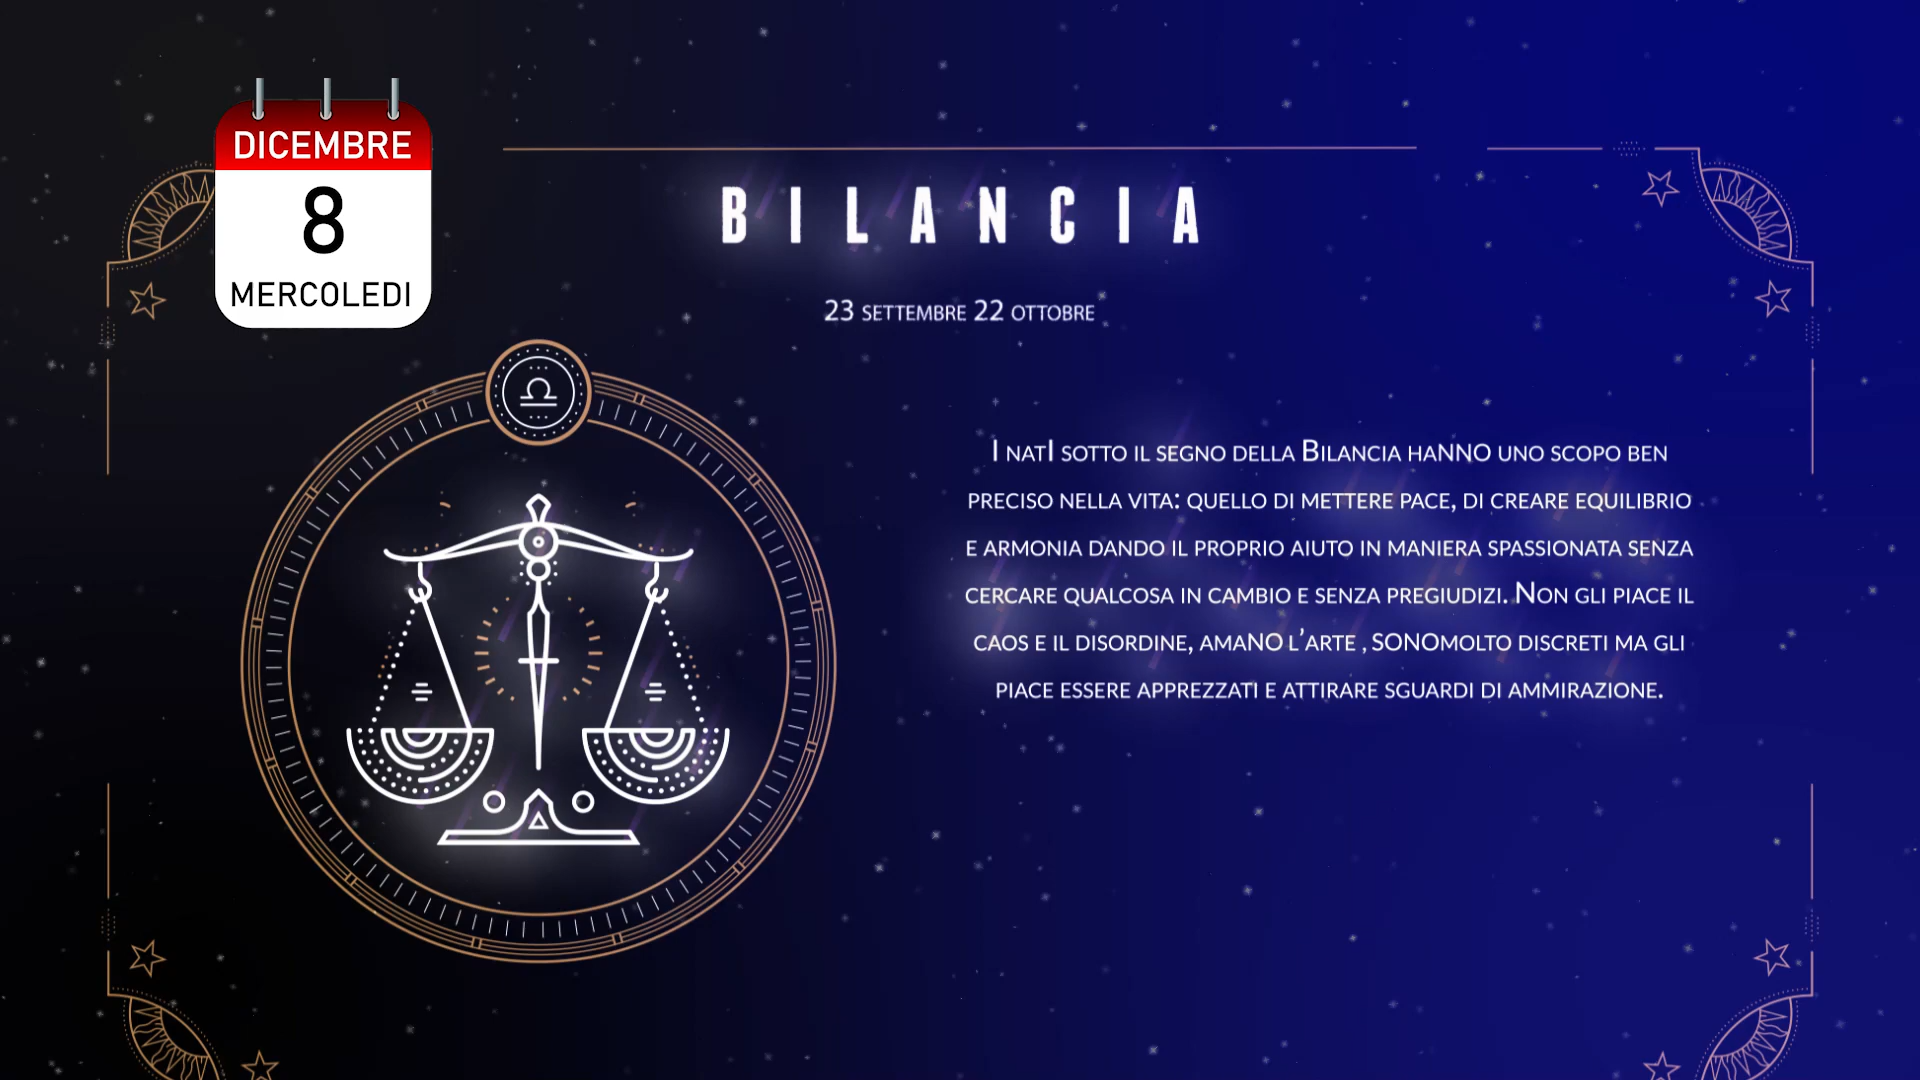 DICEMBRE
8
MERCOLEDI
BILANCIA
23 SETTEMBRE 22 OTTOBRE
I NATI SOTTO IL SEGNO DELLA BILANCIA HANNO UNO SCOPO BEN
PRECISO NELLA VITA: QUELLO DI METTERE PACE, DI CREARE EQUILIBRIO
E ARMONIA DANDO IL PROPRIO AIUTO IN MANIERA SPASSIONATA SENZA
CERCARE QUALCOSA IN CAMBIO E SENZA PREGIUDIZI. NON GLI PIACE IL
CAOS E IL DISORDINE, AMANO L'ARTE , SONOMOLTO DISCRETI MA GLI
PIACE ESSERE APPREZZATI E ATTIRARE SGUARDI DI AMMIRAZIONE.